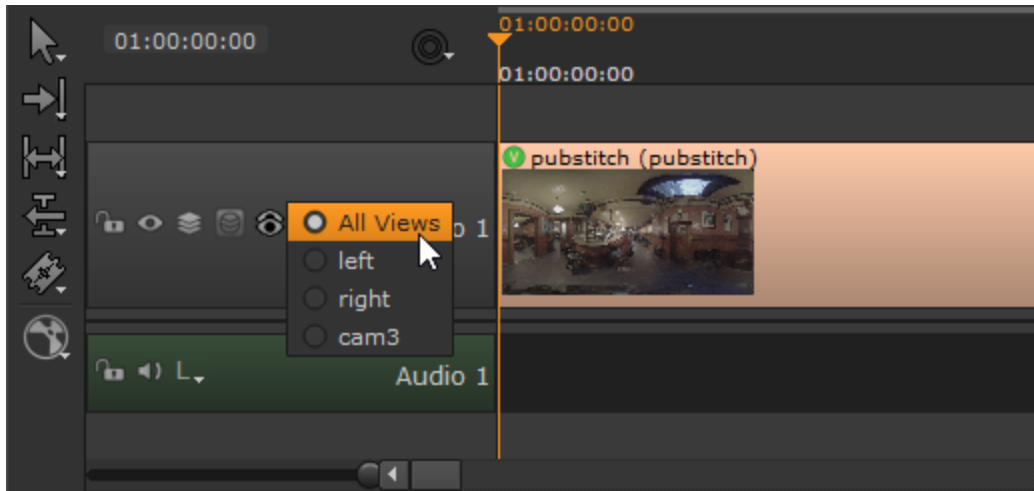 01:00:00:00
01:00:00:00
01:00:00:00
V pubstitch (pubstitch)
All Views
o 1
left
right
cam3
L
Audio 1